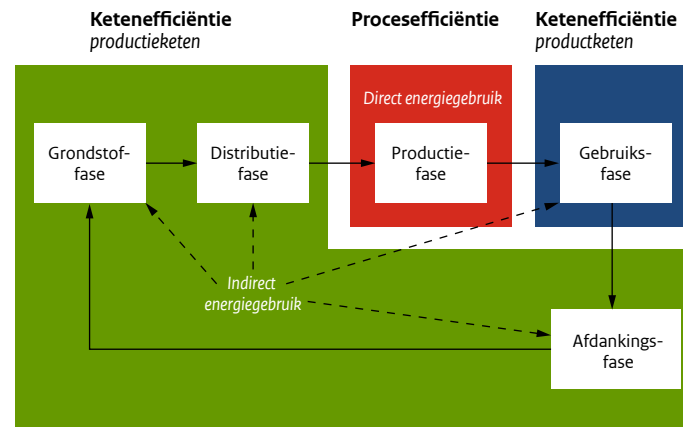 Ketenefficiëntie
productieketen
Procesefficiëntie
Ketenefficiëntie
productketen
Direct energiegebruik
Grondstof-
fase
Distributie-
fase
Productie-
fase
Gebruiks-
fase
Indirect
energiegebruik
Afdankings-
fase